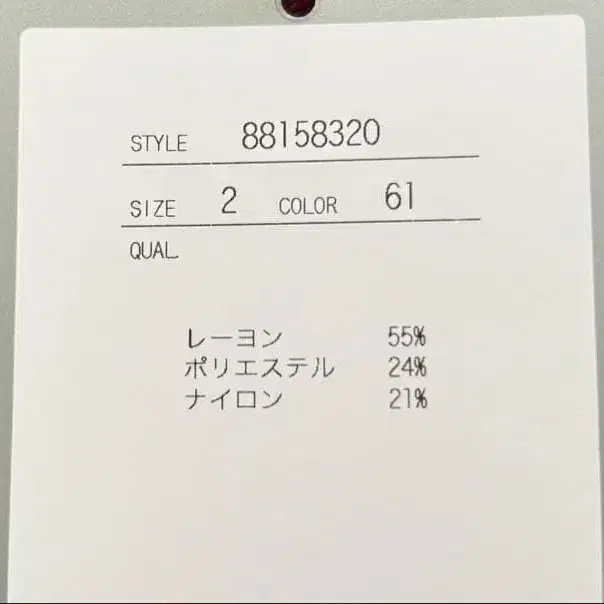 STYLE 88158320
SIZE 2 COLOR 61
QUAL.
レーヨン 55%
ポリエステル 24%
ナイロン 21%